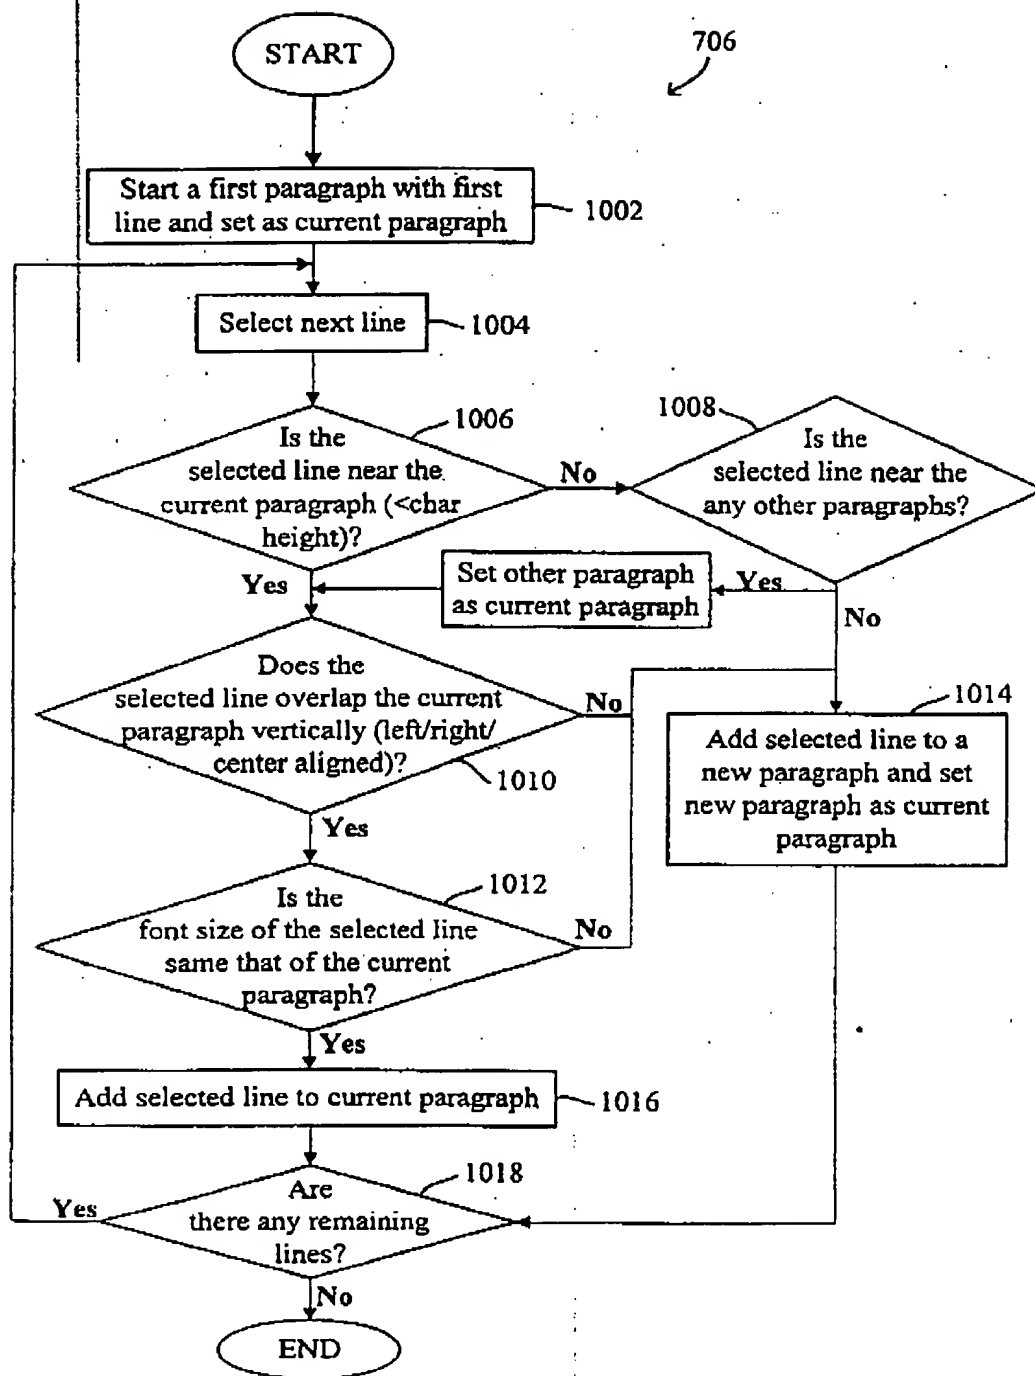 START
706
Start a first paragraph with first
line and set as current paragraph
1002
Select next line
1004
1006
Is the
selected line near the
current paragraph (<char
height)?
No
1008
Is the
selected line near the
any other paragraphs?
Yes
Set other paragraph
as current paragraph
Yes
No
Does the
selected line overlap the current
paragraph vertically (left/right/
center aligned)?
No
1010
1014
Add selected line to a
new paragraph and set
new paragraph as current
paragraph
Yes
1012
Is the
font size of the selected line
same that of the current
paragraph?
No
Yes
Add selected line to current paragraph
1016
1018
Are
there any remaining
lines?
Yes
No
END